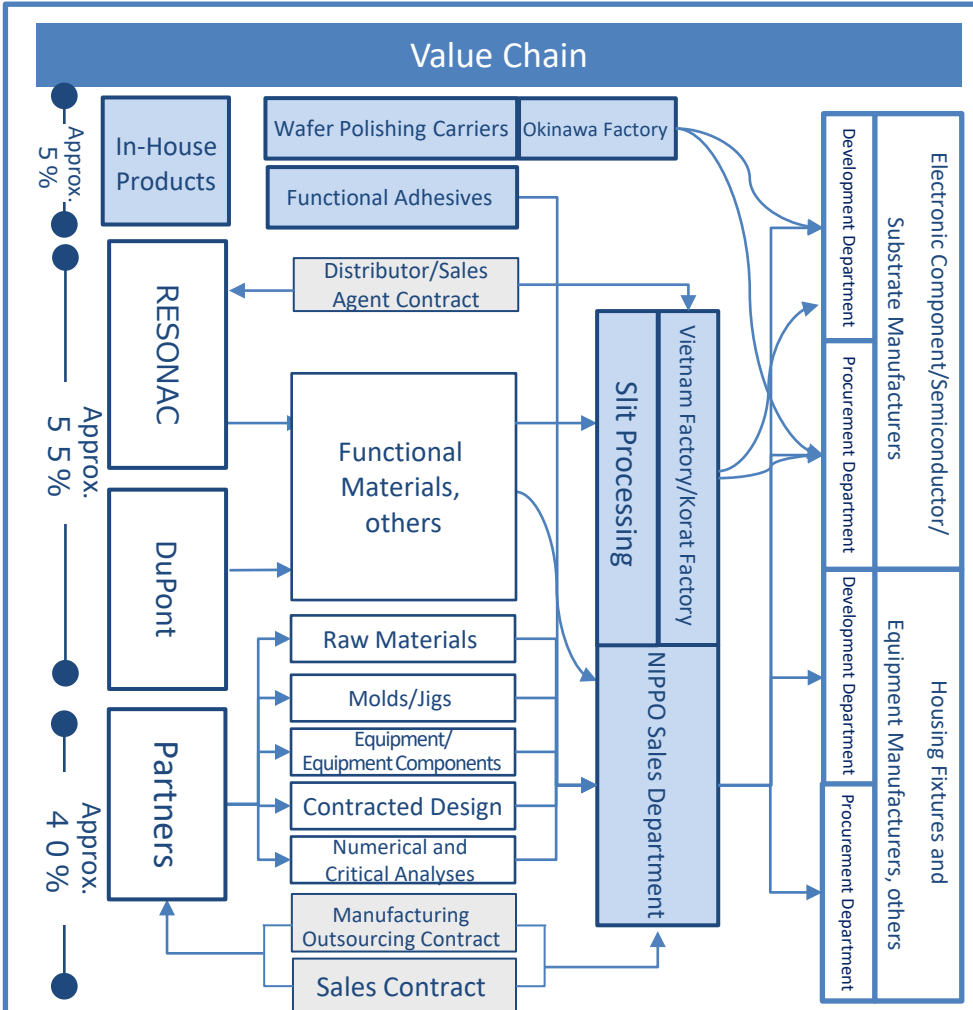 Value Chain
Approx.
5%
In-House
Products
Wafer Polishing Carriers
Okinawa Factory
Functional Adhesives
Distributor/Sales
Agent Contract
Approx.
55%
RESONAC
DuPont
Functional
Materials,
others
Slit Processing
Vietnam Factory/Korat Factory
NIPPO Sales Department
Approx.
40%
Partners
Raw Materials
Molds/Jigs
Equipment/
Equipment Components
Contracted Design
Numerical and
Critical Analyses
Manufacturing
Outsourcing Contract
Sales Contract
Development Department
Procurement Department
Electronic Component/Semiconductor/
Substrate Manufacturers
Development Department
Procurement Department
Housing Fixtures and
Equipment Manufacturers, others